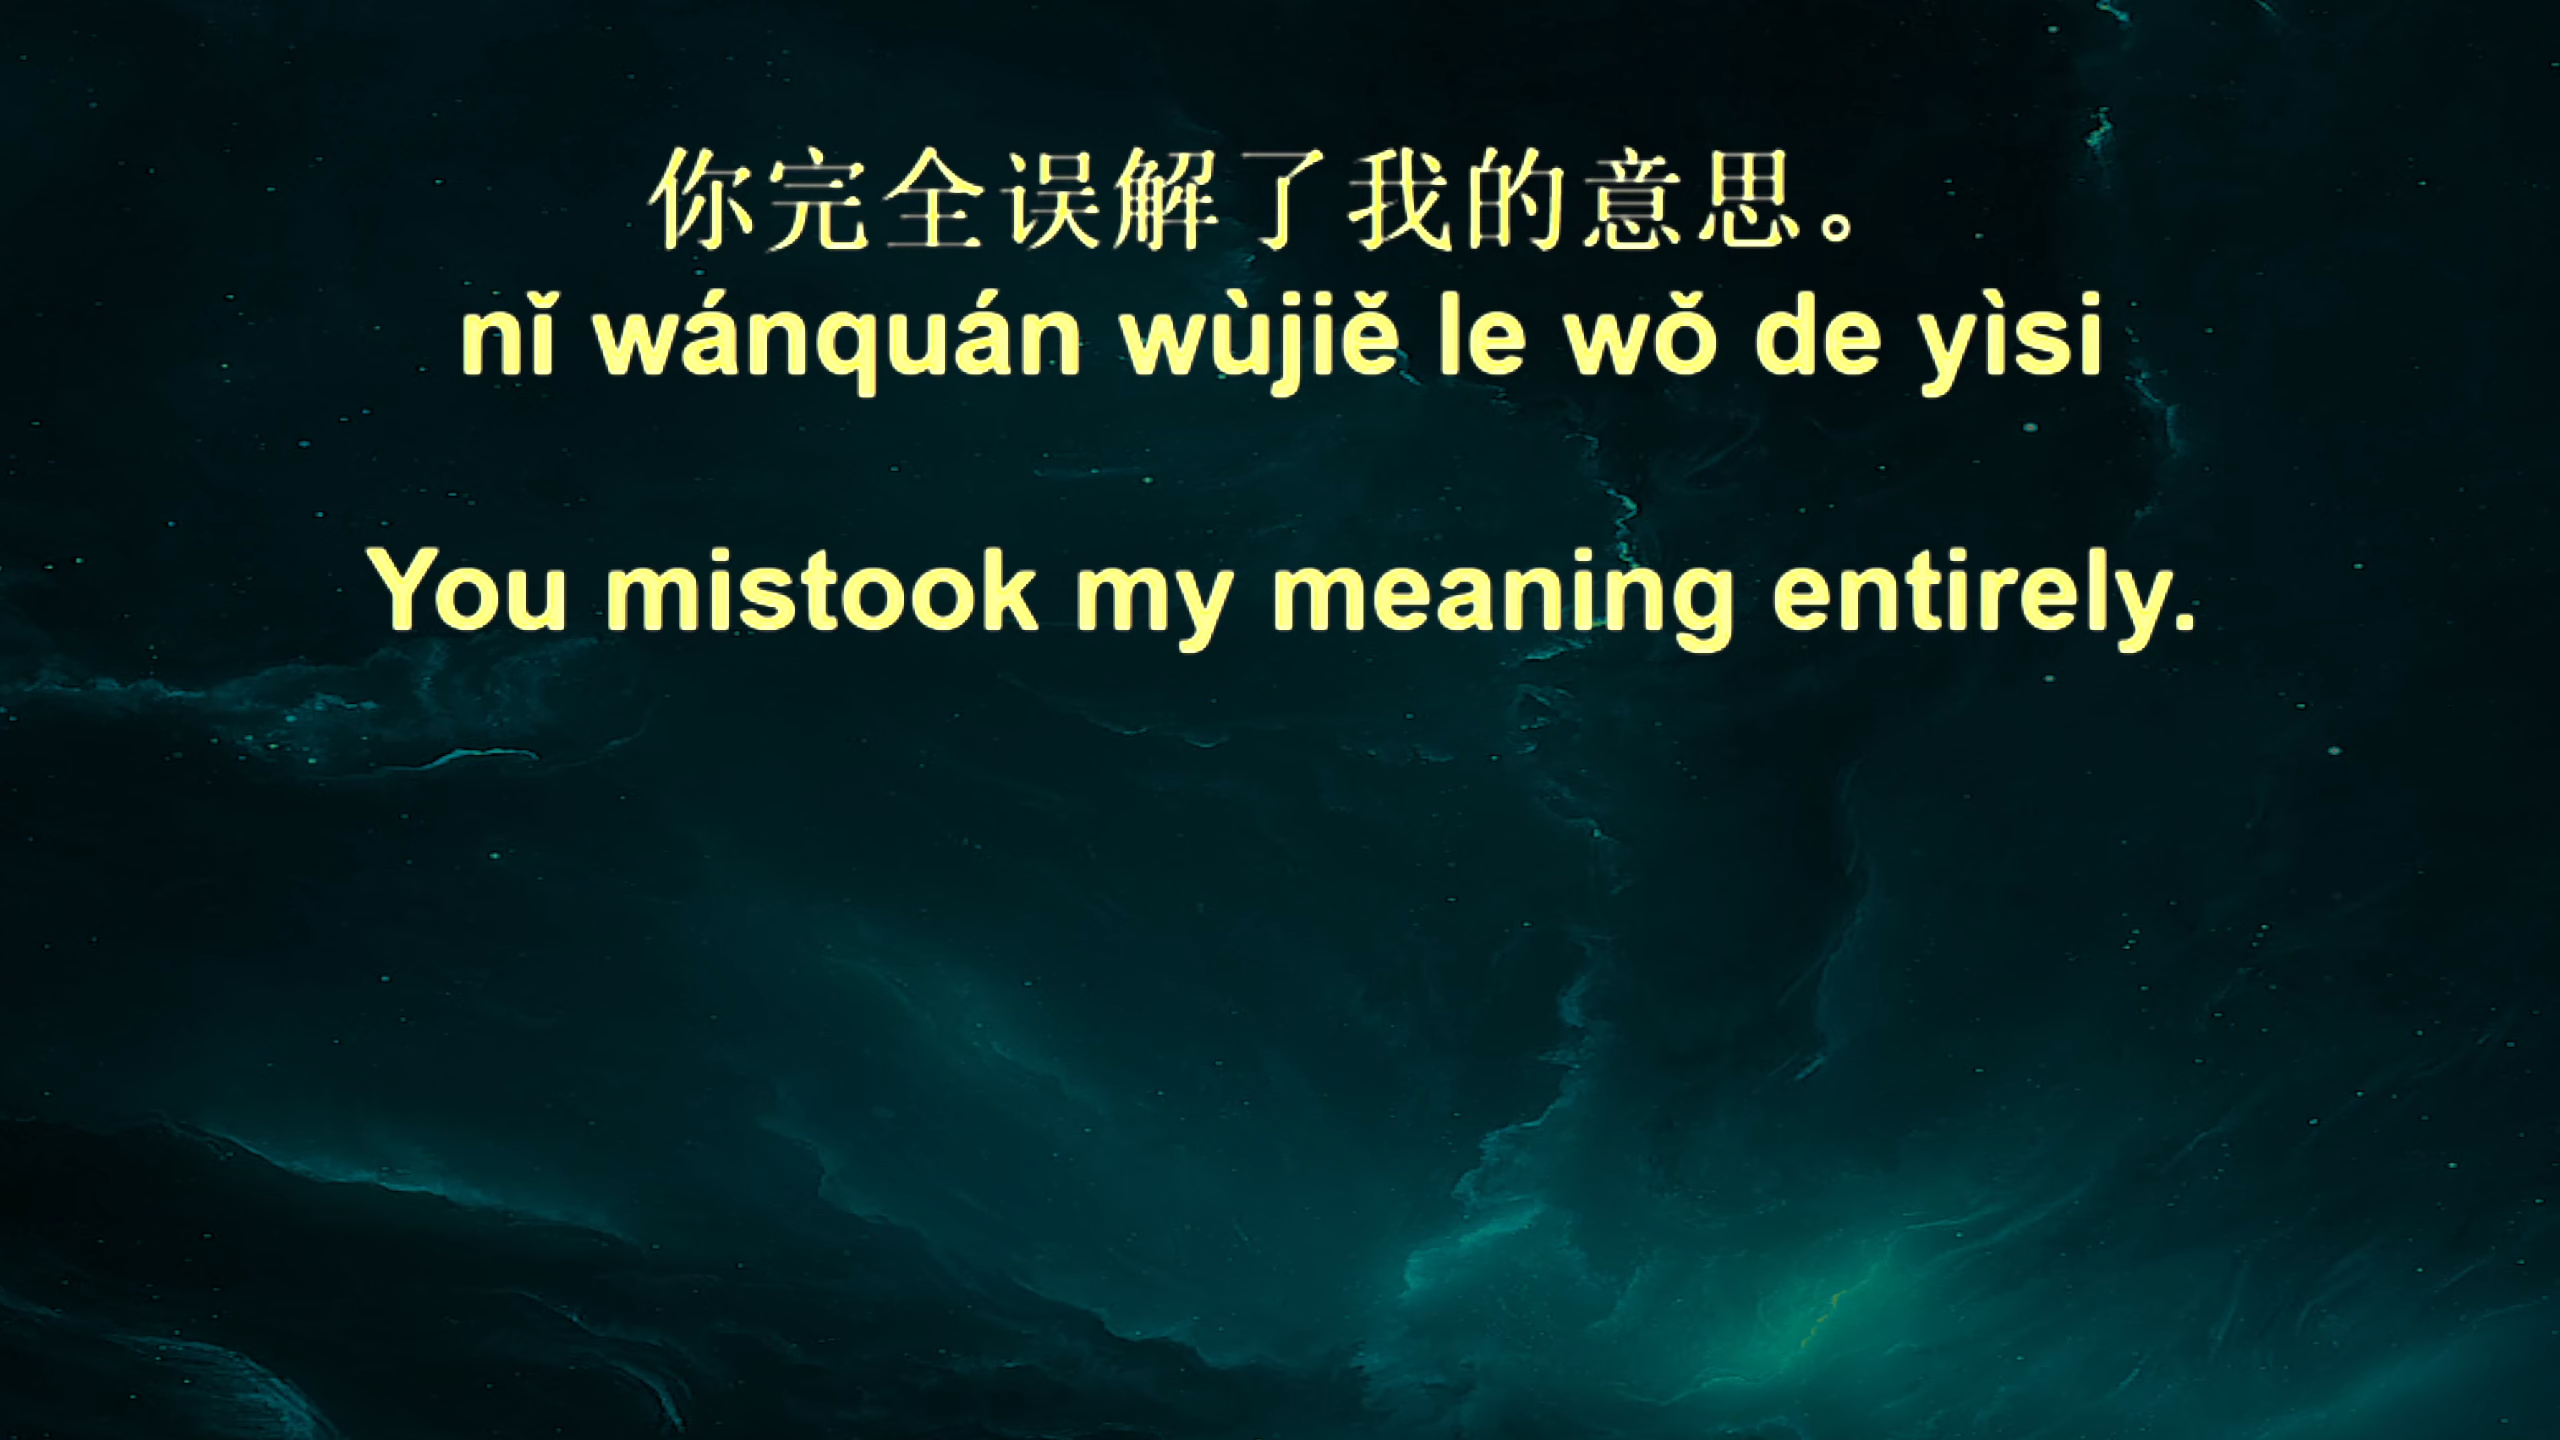 你完全误解了我的意思。
nǐ wánquán wùjiě le wǒ de yìsi
You mistook my meaning entirely.